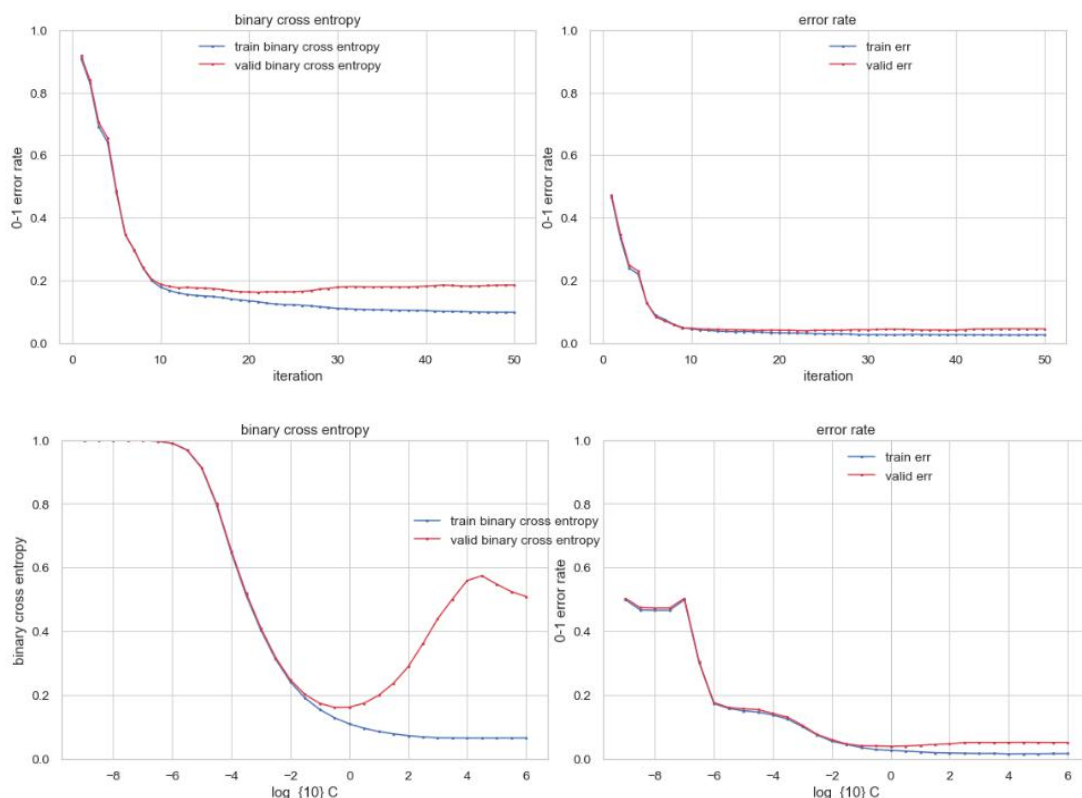 binary cross entropy
1.0
0.8
0.6
0.4
0.2
0.0
0-1 error rate
train binary cross entropy
valid binary cross entropy
0 10 20 30 40 50
iteration
error rate
1.0
0.8
0.6
0.4
0.2
0.0
0-1 error rate
train err
valid err
0 10 20 30 40 50
iteration
binary cross entropy
1.0
0.8
0.6
0.4
0.2
0.0
binary cross entropy
train binary cross entropy
valid binary cross entropy
−8 −6 −4 −2 0 2 4 6
log_{10} C
error rate
1.0
0.8
0.6
0.4
0.2
0.0
0-1 error rate
train err
valid err
−8 −6 −4 −2 0 2 4 6
log_{10} C